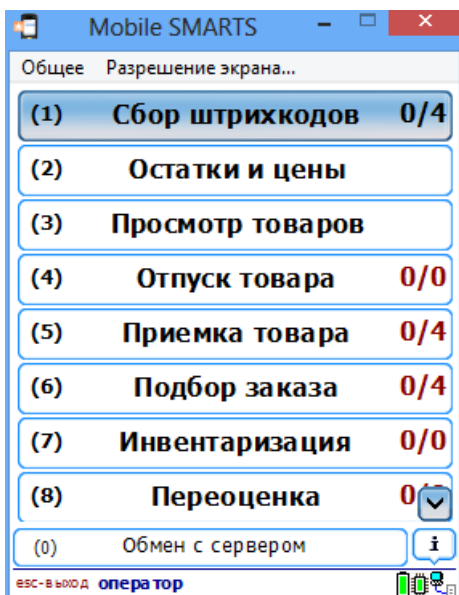 Mobile SMARTS
Общее Разрешение экрана...
(1) Сбор штрихкодов 0/4
(2) Остатки и цены
(3) Просмотр товаров
(4) Отпуск товара 0/0
(5) Приемка товара 0/4
(6) Подбор заказа 0/4
(7) Инвентаризация 0/0
(8) Переоценка
(0) Обмен с сервером i
esc-выход оператор